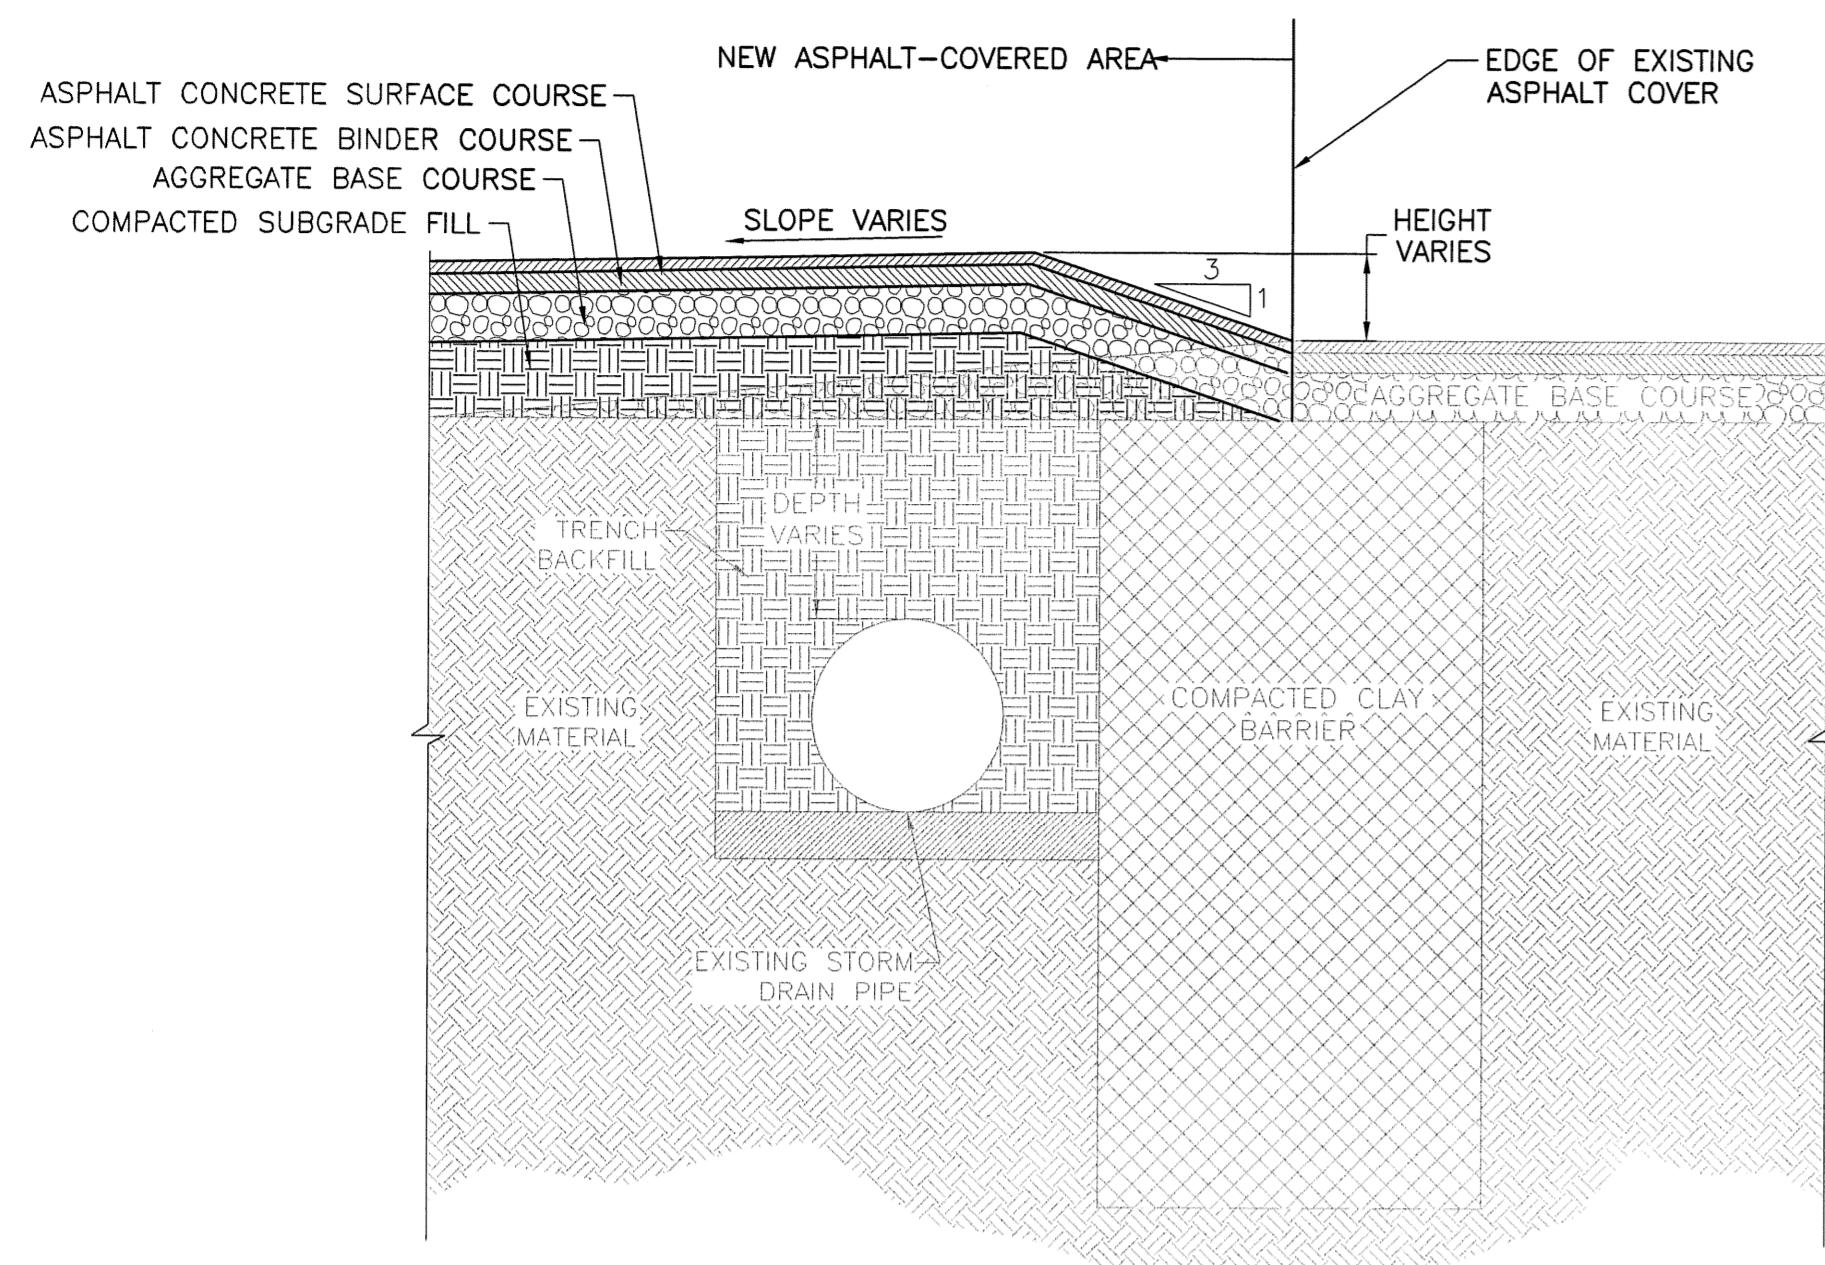 NEW ASPHALT-COVERED AREA
EDGE OF EXISTING
ASPHALT COVER
ASPHALT CONCRETE SURFACE COURSE
ASPHALT CONCRETE BINDER COURSE
AGGREGATE BASE COURSE
COMPACTED SUBGRADE FILL
SLOPE VARIES
HEIGHT
VARIES
3
1
AGGREGATE BASE COURSE
DEPTH
VARIES
TRENCH
BACKFILL
EXISTING
MATERIAL
COMPACTED CLAY
BARRIER
EXISTING
MATERIAL
EXISTING STORM
DRAIN PIPE